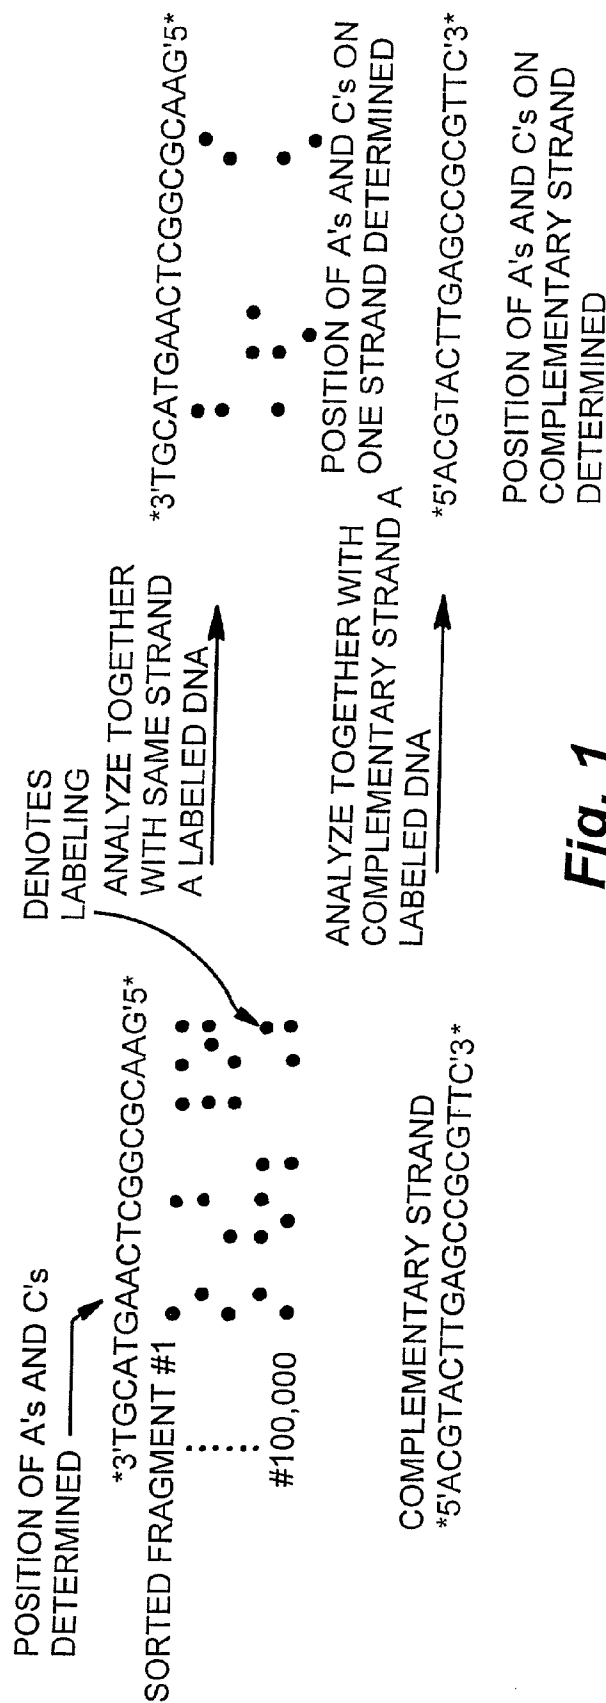 POSITION OF A's AND C's
DETERMINED
*3'TGCATGAACTCGGCGCAAG'5*
SORTED FRAGMENT #1
#100,000
COMPLEMENTARY STRAND
*5'ACGTACTTGAGCCGCGTTC'3*
DENOTES
LABELING
ANALYZE TOGETHER
WITH SAME STRAND
A LABELED DNA
ANALYZE TOGETHER WITH
COMPLEMENTARY STRAND A
LABELED DNA
*3'TGCATGAACTCGGCGCAAG'5*
POSITION OF A's AND C's ON
ONE STRAND DETERMINED
*5'ACGTACTTGAGCCGCGTTC'3*
POSITION OF A's AND C's ON
COMPLEMENTARY STRAND
DETERMINED
Fig. 1